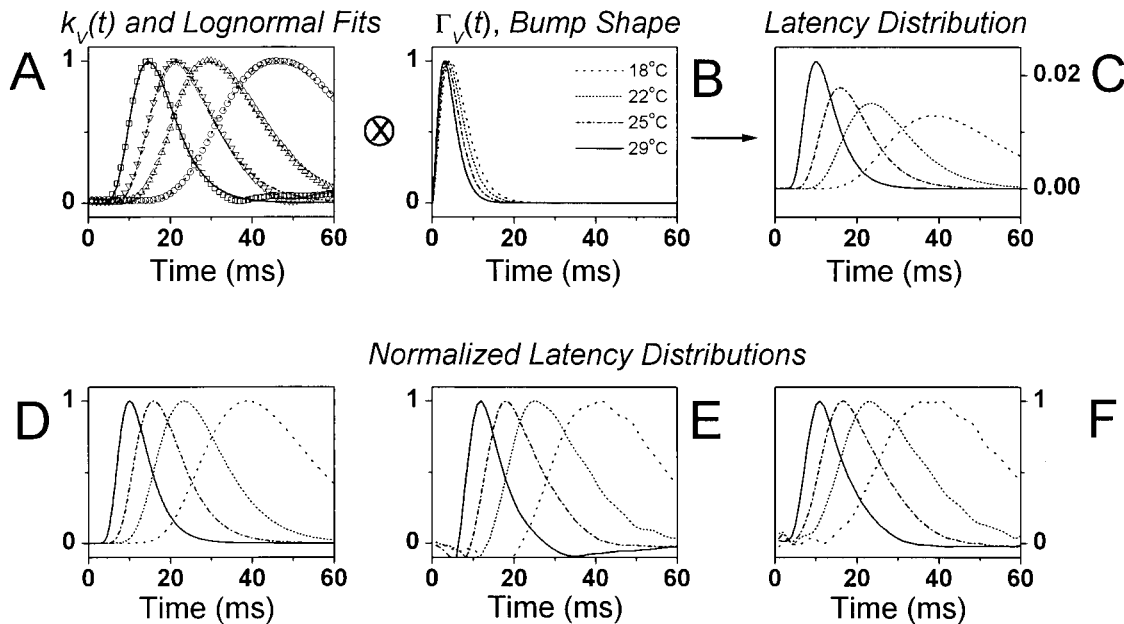 k_V(t) and Lognormal Fits
Γ_V(t), Bump Shape
Latency Distribution
A
1
0
0 20 40 60
Time (ms)
⊗
18°C
22°C
25°C
29°C
1
0
0 20 40 60
Time (ms)
B
C
0.02
0.00
0 20 40 60
Time (ms)
Normalized Latency Distributions
D
1
0
0 20 40 60
Time (ms)
1
0
0 20 40 60
Time (ms)
E
1
0
0 20 40 60
Time (ms)
F